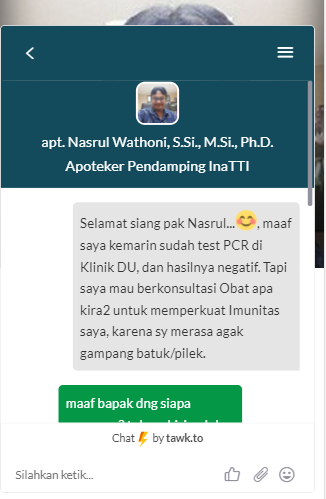 apt. Nasrul Wathoni, S.Si., M.Si., Ph.D.
Apoteker Pendamping InaTTI
Selamat siang pak Nasrul...😊, maaf
saya kemarin sudah test PCR di
Klinik DU, dan hasilnya negatif. Tapi
saya mau berkonsultasi Obat apa
kira2 untuk memperkuat Imunitas
saya, karena sy merasa agak
gampang batuk/pilek.
maaf bapak dng siapa
Chat ⚡ by tawk.to
Silahkan ketik...